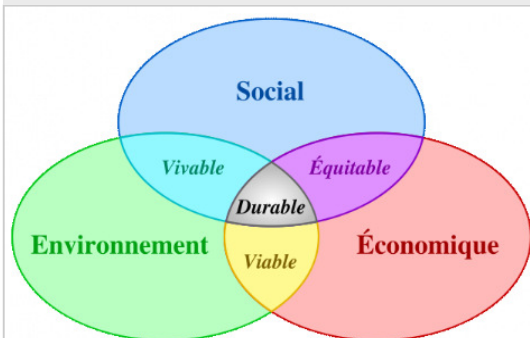 Social
Vivable
Équitable
Durable
Environnement
Économique
Viable